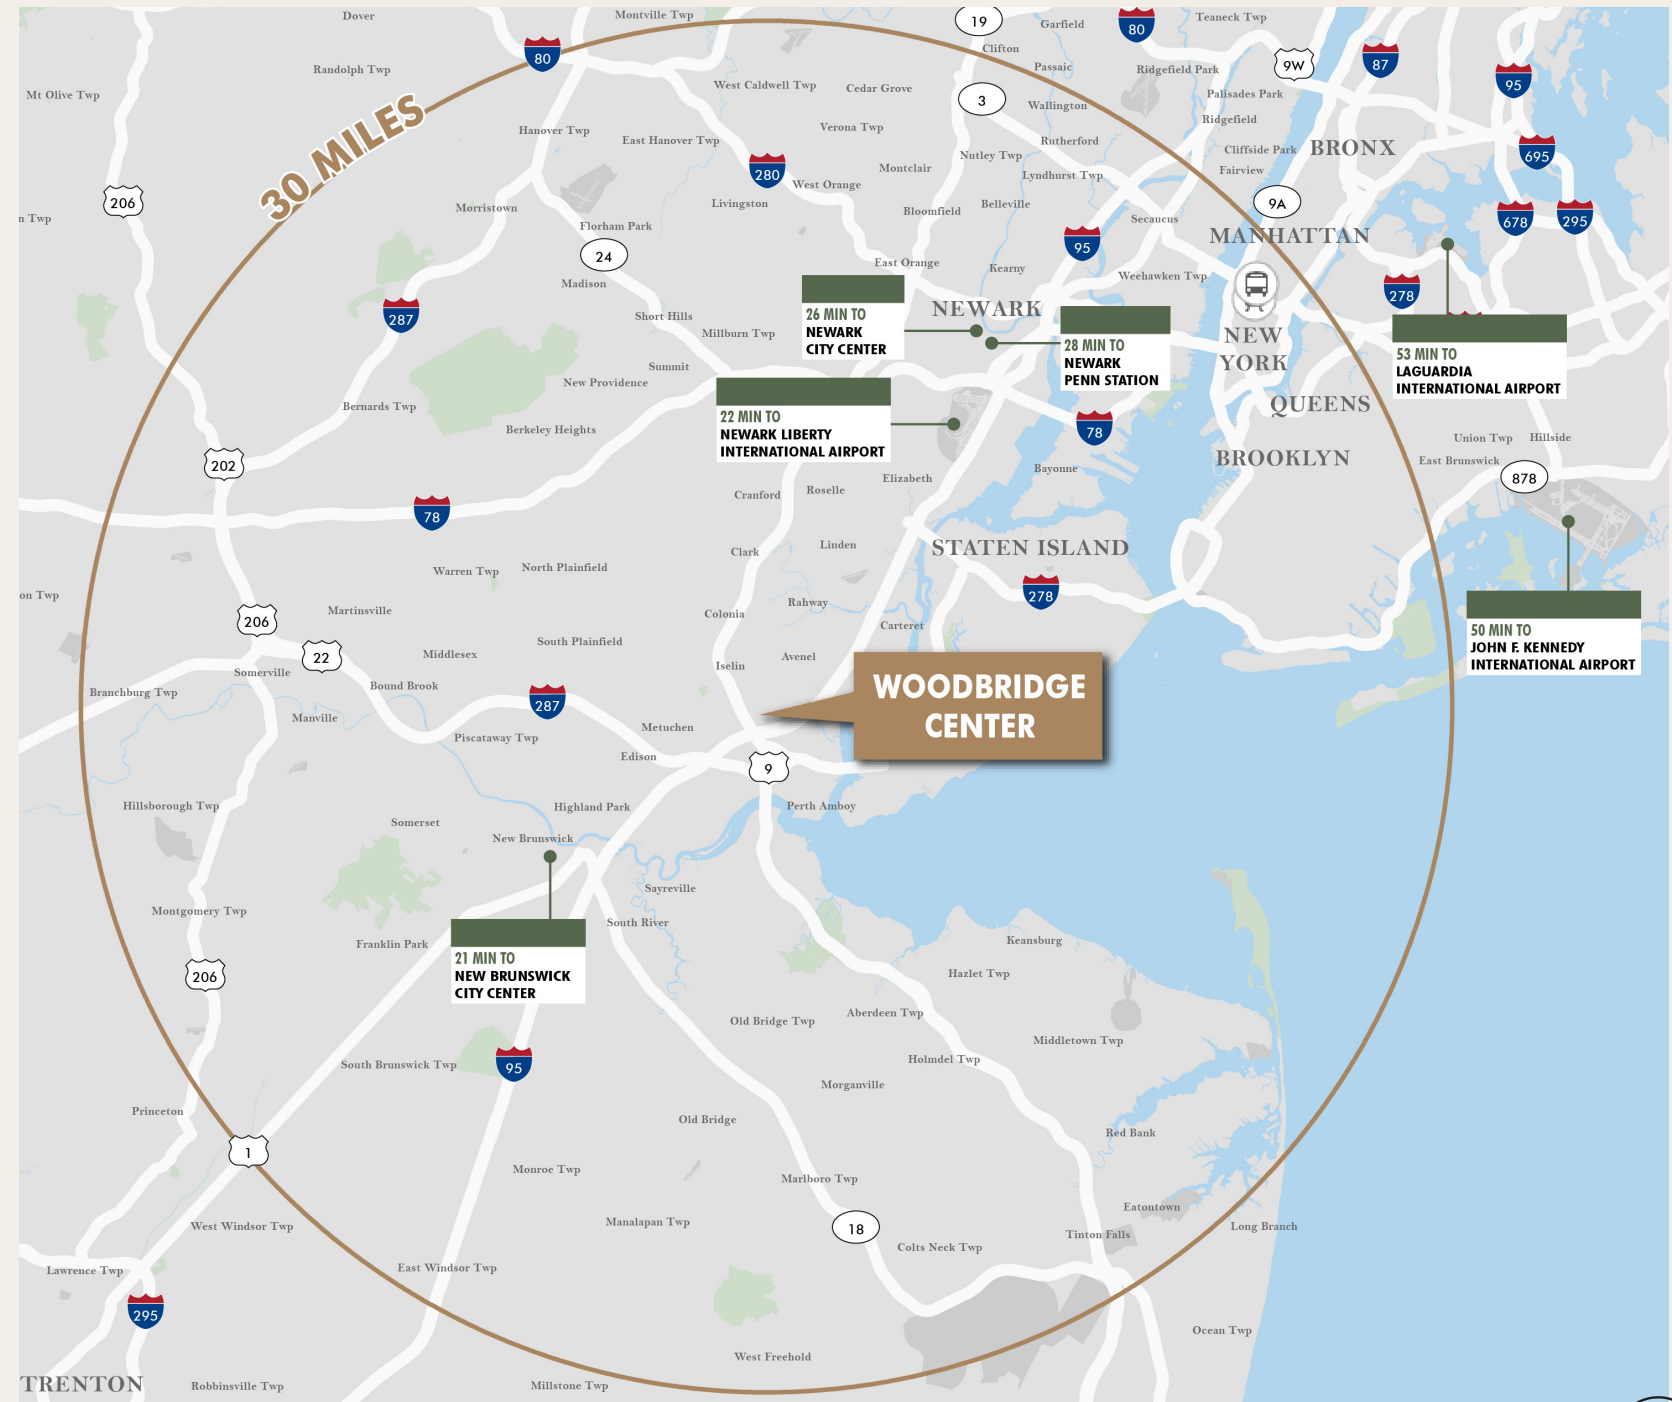 Dover
Montville Twp
19
Garfield
80
Teaneck Twp
80
Clifton
9W
87
Randolph Twp
Passaic
Ridgefield Park
95
Mt Olive Twp
West Caldwell Twp
Cedar Grove
3
Wallington
Palisades Park
30 MILES
Hanover Twp
East Hanover Twp
Verona Twp
Rutherford
Ridgefield
Cliffside Park
BRONX
695
Nutley Twp
Montclair
Lyndhurst Twp
Fairview
280
West Orange
206
Livingston
Bloomfield
Belleville
9A
n Twp
Morristown
Florham Park
Secaucus
678
295
24
95
MANHATTAN
East Orange
Kearny
Weehawken Twp
Madison
278
287
Short Hills
NEWARK
26 MIN TO
NEWARK
CITY CENTER
Millburn Twp
28 MIN TO
NEWARK
PENN STATION
NEW
YORK
53 MIN TO
LAGUARDIA
INTERNATIONAL AIRPORT
Summit
New Providence
Bernards Twp
22 MIN TO
NEWARK LIBERTY
INTERNATIONAL AIRPORT
QUEENS
Berkeley Heights
78
Union Twp
Hillside
202
BROOKLYN
East Brunswick
Bayonne
878
Elizabeth
Cranford
Roselle
78
Clark
Linden
STATEN ISLAND
Warren Twp
North Plainfield
278
on Twp
Martinsville
Rahway
Colonia
206
Carteret
50 MIN TO
JOHN F. KENNEDY
INTERNATIONAL AIRPORT
22
Middlesex
South Plainfield
Iselin
Avenel
Somerville
Branchburg Twp
Bound Brook
287
WOODBRIDGE
CENTER
Manville
Metuchen
Piscataway Twp
Edison
9
Hillsborough Twp
Highland Park
Perth Amboy
Somerset
New Brunswick
Sayreville
Montgomery Twp
South River
Franklin Park
Keansburg
21 MIN TO
NEW BRUNSWICK
CITY CENTER
206
Hazlet Twp
Old Bridge Twp
Aberdeen Twp
Middletown Twp
South Brunswick Twp
95
Holmdel Twp
Morganville
Princeton
Old Bridge
Red Bank
1
Monroe Twp
Marlboro Twp
Eatontown
West Windsor Twp
Manalapan Twp
18
Tinton Falls
Long Branch
Colts Neck Twp
Lawrence Twp
East Windsor Twp
295
Ocean Twp
West Freehold
TRENTON
Robbinsville Twp
Millstone Twp